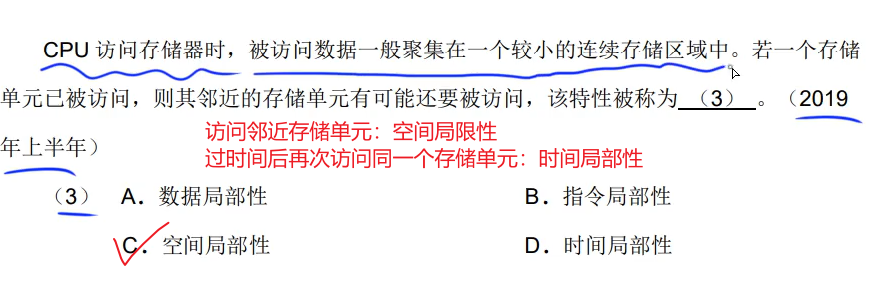 CPU 访问存储器时，被访问数据一般聚集在一个较小的连续存储区域中。若一个存储
单元已被访问，则其邻近的存储单元有可能还要被访问，该特性被称为 （3） 。（2019
年上半年）
访问邻近存储单元：空间局限性
过时间后再次访问同一个存储单元：时间局部性
（3） A．数据局部性 B．指令局部性
C．空间局部性 D．时间局部性